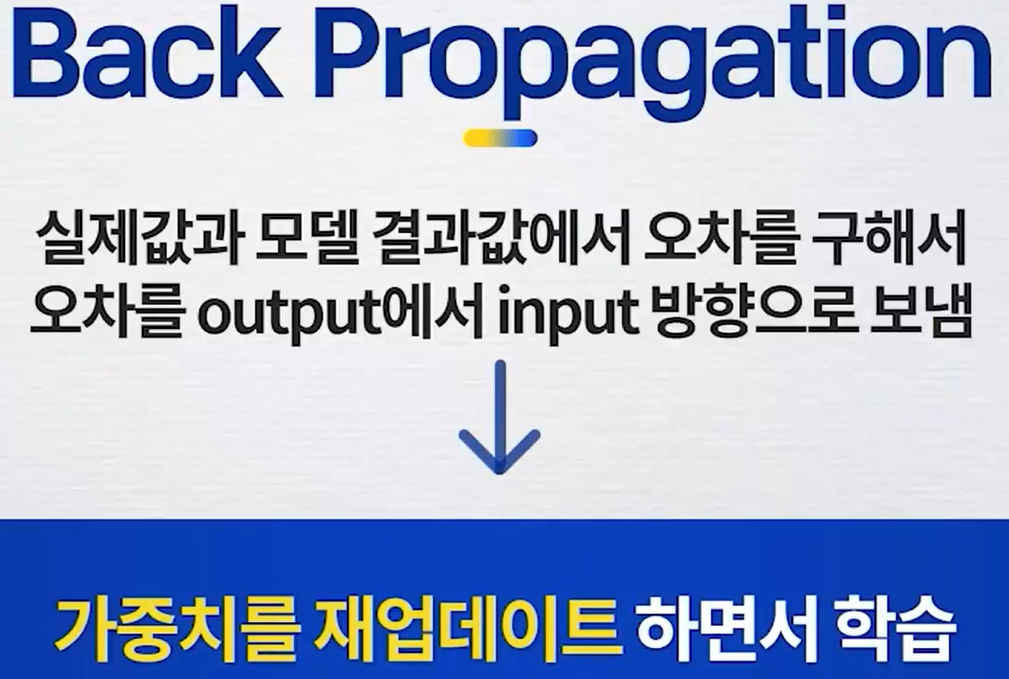 Back Propagation
실제값과 모델 결과값에서 오차를 구해서
오차를 output에서 input 방향으로 보냄
가중치를 재업데이트 하면서 학습